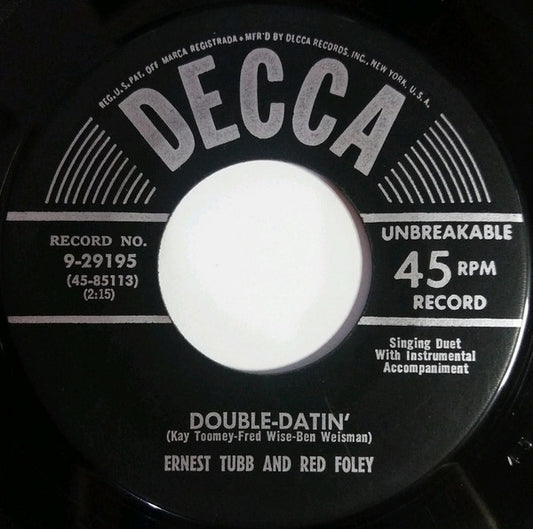 REG. U.S. PAT. OFF. MARCA REGISTRADA • MFR'D BY DECCA RECORDS, INC., NEW YORK, U.S.A.
DECCA
RECORD NO.
9-29195
(45-85113)
(2:15)
UNBREAKABLE
45 RPM
RECORD
Singing Duet
With Instrumental
Accompaniment
DOUBLE-DATIN'
(Kay Toomey-Fred Wise-Ben Weisman)
ERNEST TUBB AND RED FOLEY